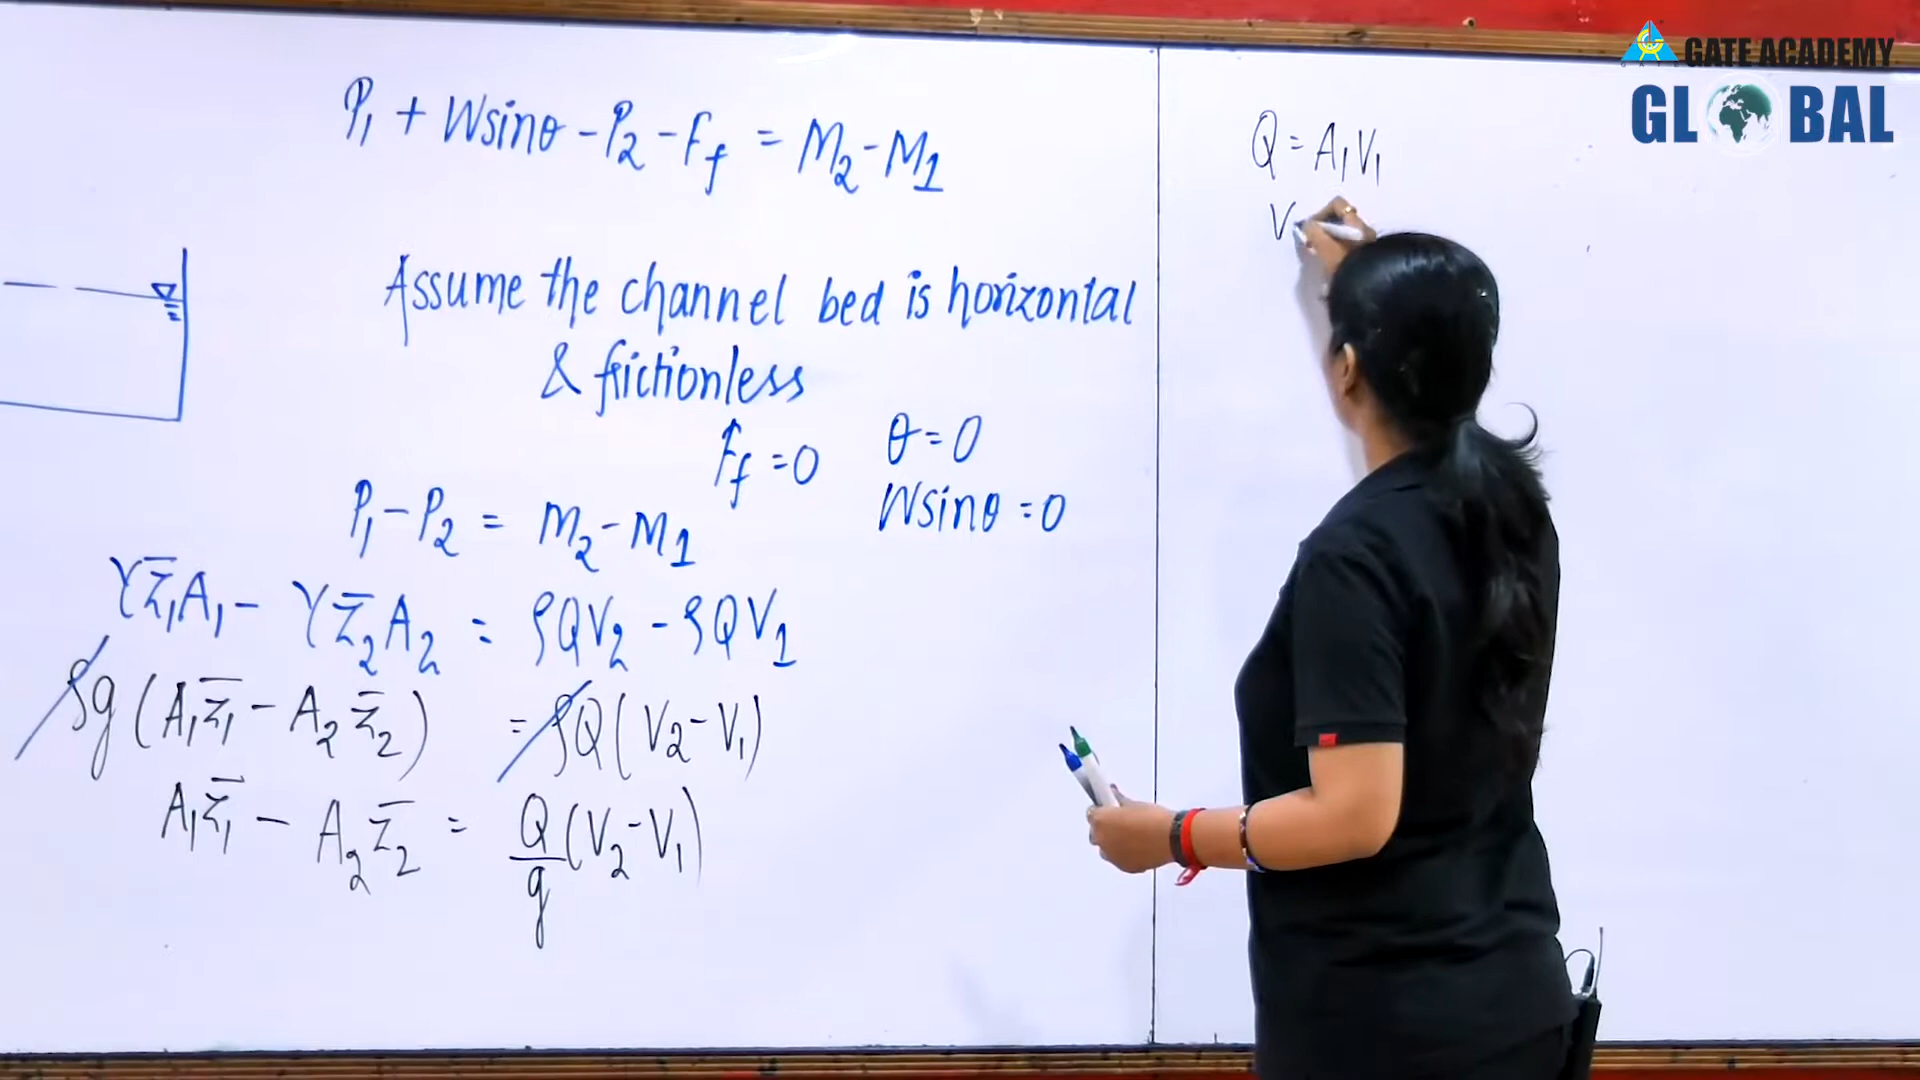 GATE ACADEMY
GLOBAL
P₁ + Wsinθ - P₂ - Ff = M₂ - M₁
Assume the channel bed is horizontal
& frictionless
Ff = 0 θ = 0
Wsinθ = 0
P₁ - P₂ = M₂ - M₁
γz̅₁A₁ - γz̅₂A₂ = ρQV₂ - ρQV₁
ρg(A₁z̅₁ - A₂z̅₂) = ρQ(V₂ - V₁)
A₁z̅₁ - A₂z̅₂ = Q/g (V₂ - V₁)
Q = A₁V₁
V